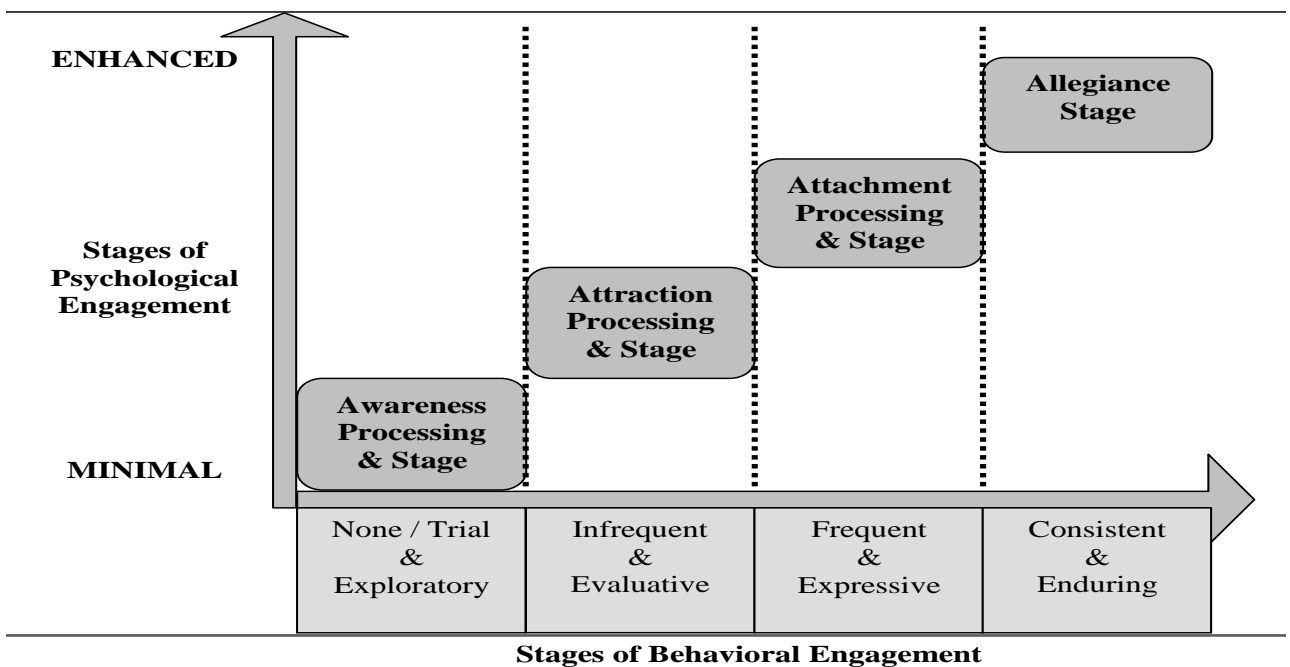 ENHANCED
Allegiance
Stage
Attachment
Processing
& Stage
Stages of
Psychological
Engagement
Attraction
Processing
& Stage
Awareness
Processing
& Stage
MINIMAL
None / Trial
&
Exploratory
Infrequent
&
Evaluative
Frequent
&
Expressive
Consistent
&
Enduring
Stages of Behavioral Engagement